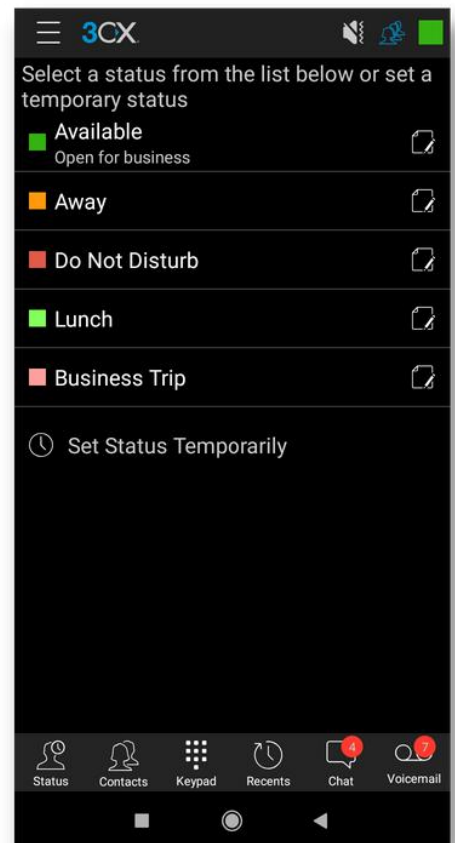 3CX
Select a status from the list below or set a
temporary status
Available
Open for business
Away
Do Not Disturb
Lunch
Business Trip
Set Status Temporarily
4
7
Status Contacts Keypad Recents Chat Voicemail